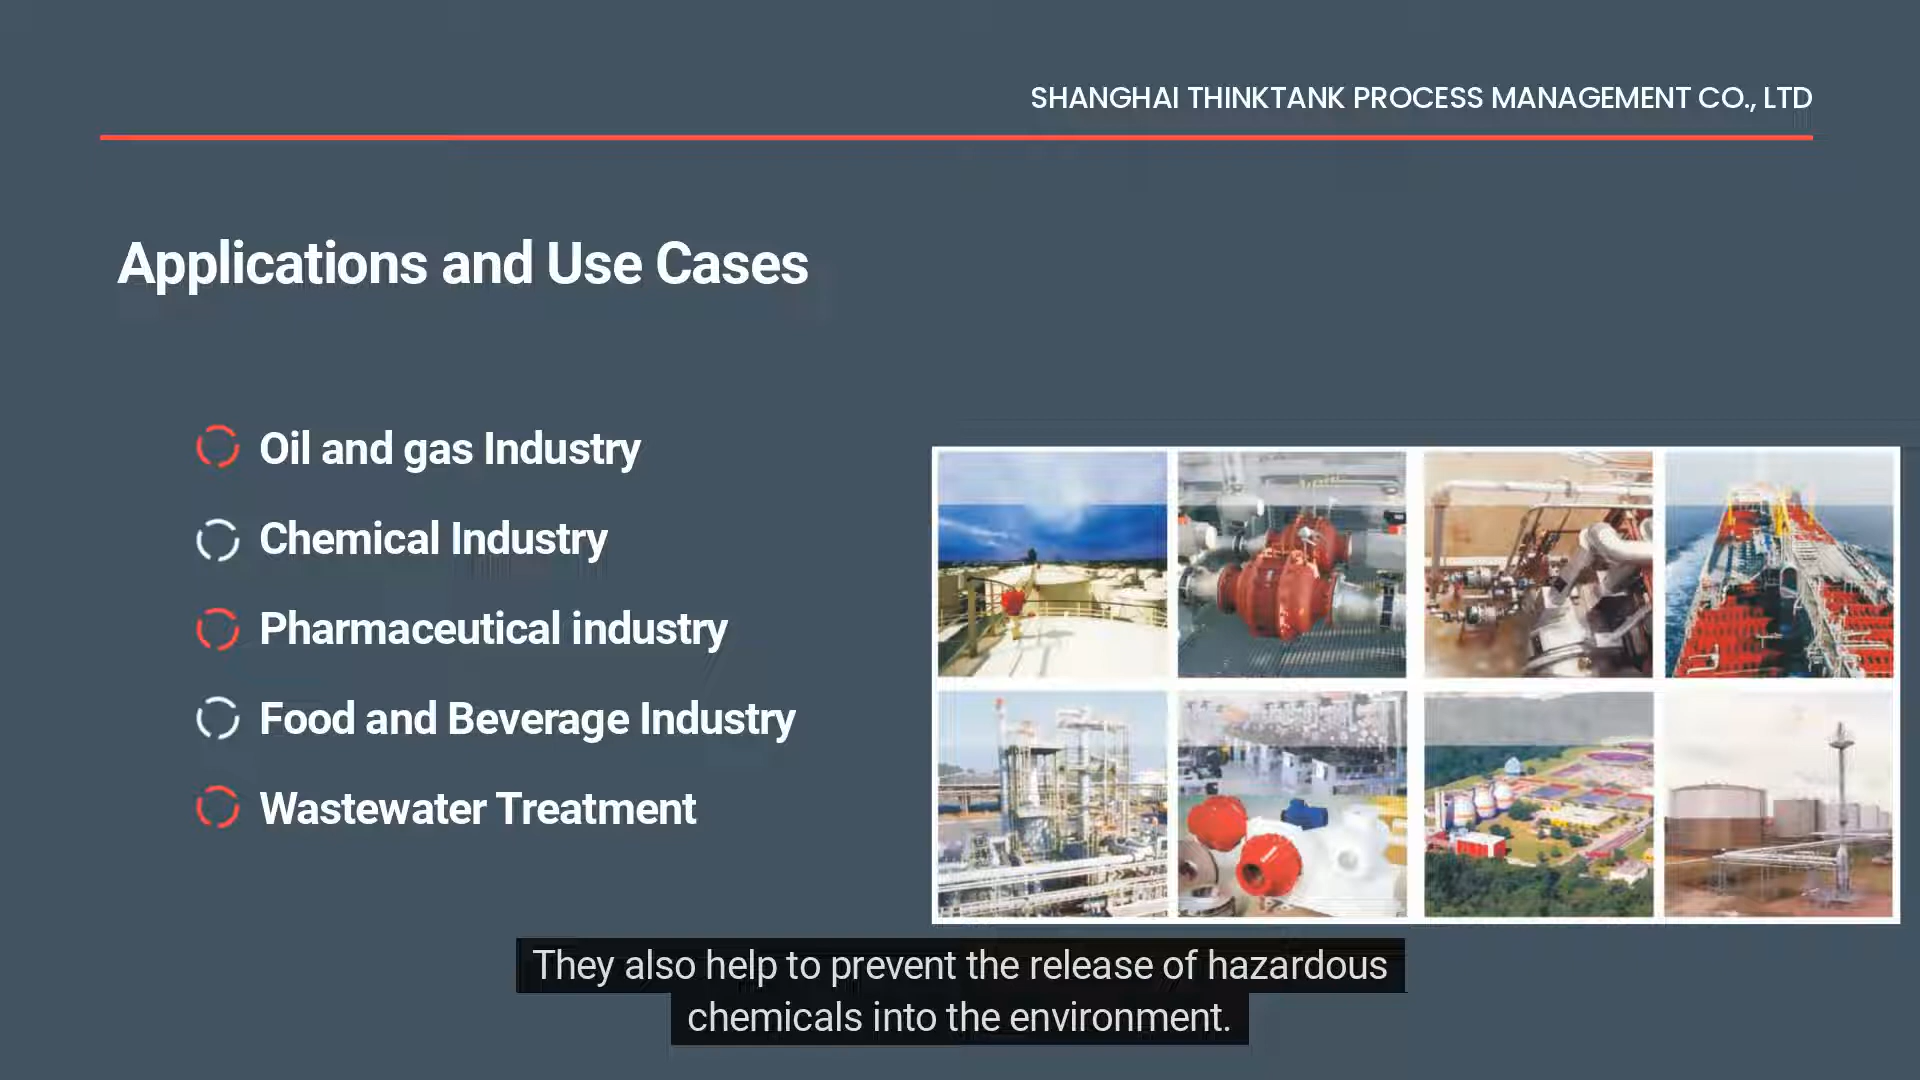 SHANGHAI THINKTANK PROCESS MANAGEMENT CO., LTD
Applications and Use Cases
Oil and gas Industry
Chemical Industry
Pharmaceutical industry
Food and Beverage Industry
Wastewater Treatment
They also help to prevent the release of hazardous
chemicals into the environment.